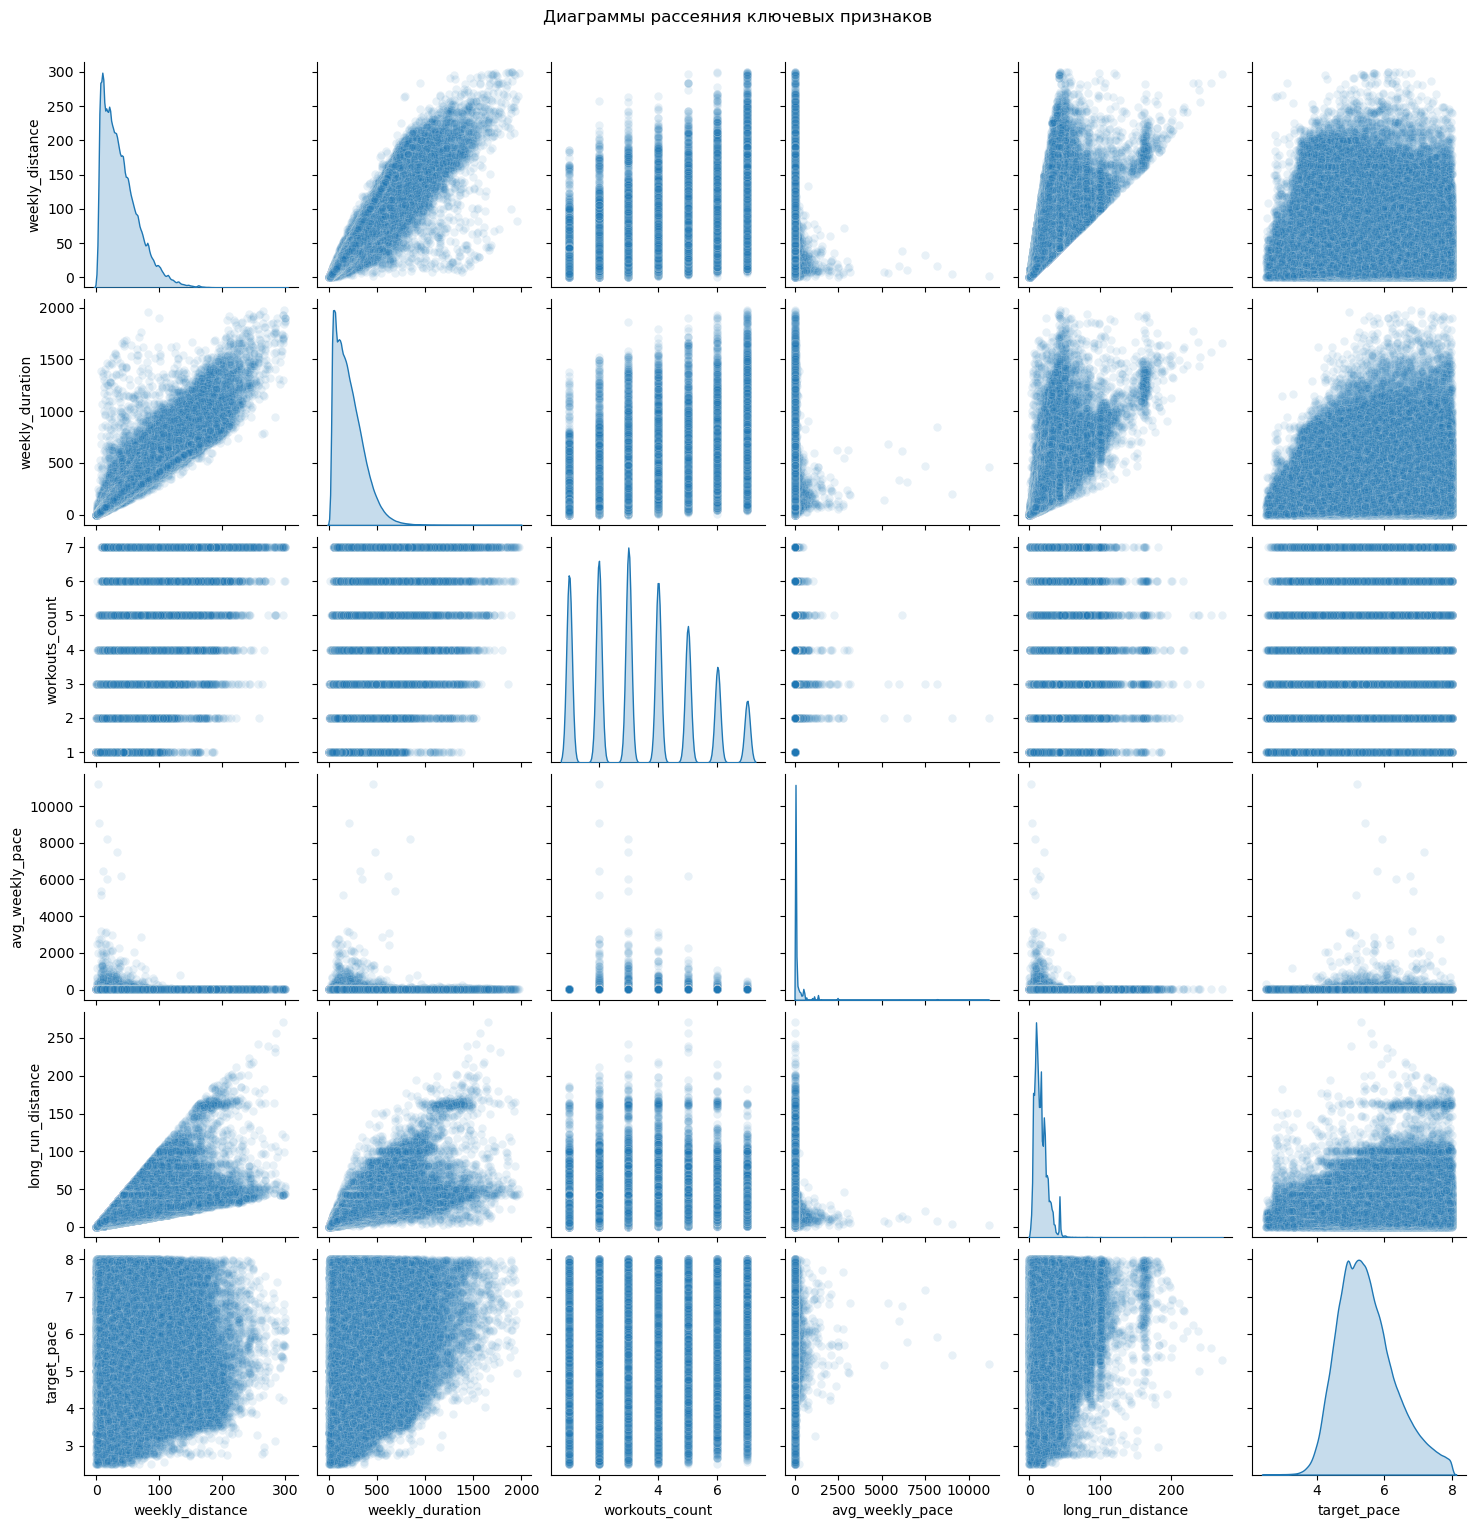 Диаграммы рассеяния ключевых признаков
300
250
200
150
100
50
0
weekly_distance
2000
1500
1000
500
0
weekly_duration
7
6
5
4
3
2
1
workouts_count
10000
8000
6000
4000
2000
0
avg_weekly_pace
250
200
150
100
50
0
long_run_distance
8
7
6
5
4
3
target_pace
0 100 200 300
0 500 1000 1500 2000
2 4 6
0 2500 5000 7500 10000
0 100 200
4 6 8
weekly_distance
weekly_duration
workouts_count
avg_weekly_pace
long_run_distance
target_pace